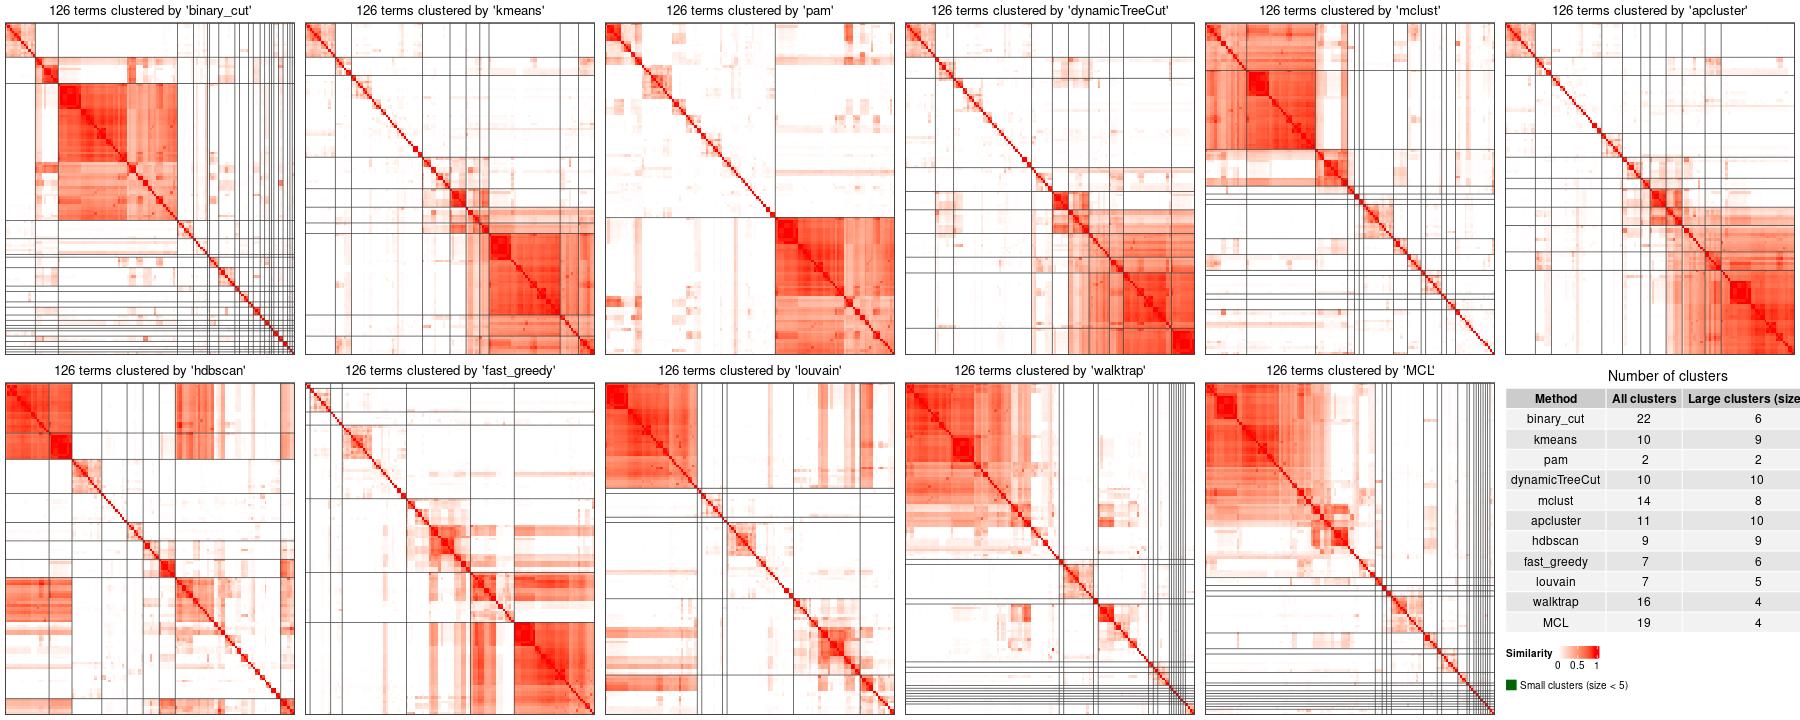 126 terms clustered by 'binary_cut'
126 terms clustered by 'kmeans'
126 terms clustered by 'pam'
126 terms clustered by 'dynamicTreeCut'
126 terms clustered by 'mclust'
126 terms clustered by 'apcluster'
126 terms clustered by 'hdbscan'
126 terms clustered by 'fast_greedy'
126 terms clustered by 'louvain'
126 terms clustered by 'walktrap'
126 terms clustered by 'MCL'
Number of clusters
Method All clusters Large clusters (size
binary_cut 22 6
kmeans 10 9
pam 2 2
dynamicTreeCut 10 10
mclust 14 8
apcluster 11 10
hdbscan 9 9
fast_greedy 7 6
louvain 7 5
walktrap 16 4
MCL 19 4
Similarity
0 0.5 1
Small clusters (size < 5)